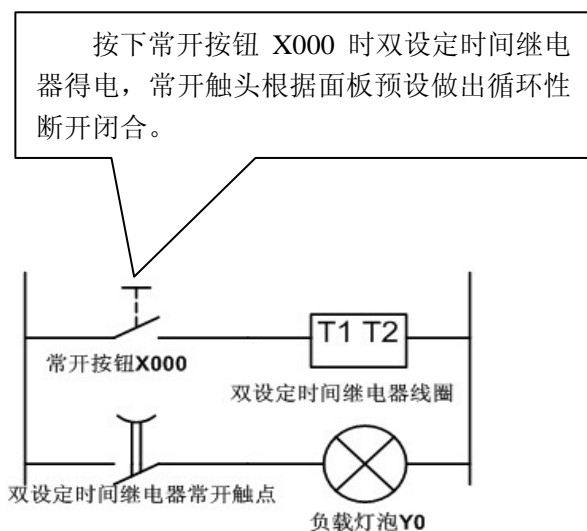 按下常开按钮 X000 时双设定时间继电
器得电，常开触头根据面板预设做出循环性
断开闭合。
T1 T2
常开按钮X000
双设定时间继电器线圈
双设定时间继电器常开触点
负载灯泡Y0